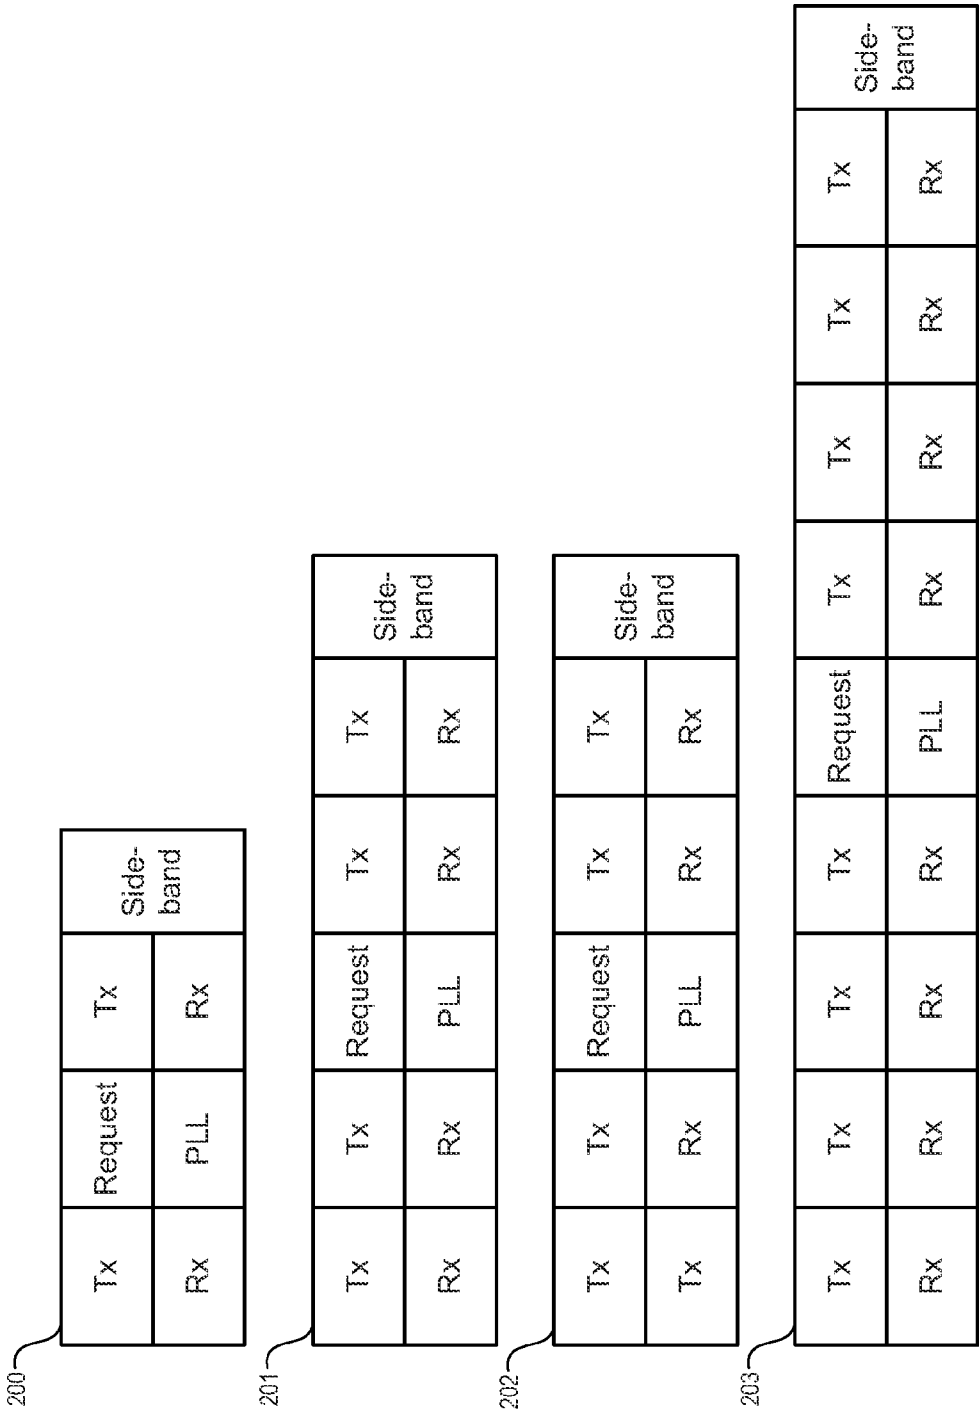 200
Tx Request Tx Side-
band
Rx PLL Rx
201
Tx Tx Request Tx Tx Side-
band
Rx Rx PLL Rx Rx
202
Tx Tx Request Tx Tx Side-
band
Tx Rx PLL Rx Rx
203
Tx Tx Tx Tx Request Tx Tx Tx Tx Side-
band
Rx Rx Rx Rx PLL Rx Rx Rx Rx